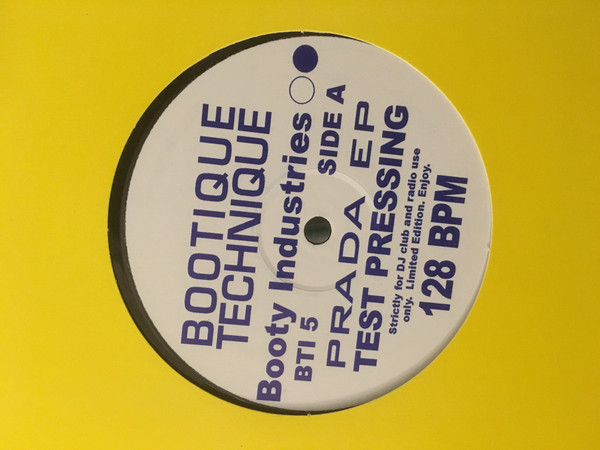 BOOTIQUE
TECHNIQUE
Booty Industries
BTI 5 SIDE A
PRADA EP
TEST PRESSING
Strictly for DJ club and radio use
only. Limited Edition. Enjoy.
128 BPM